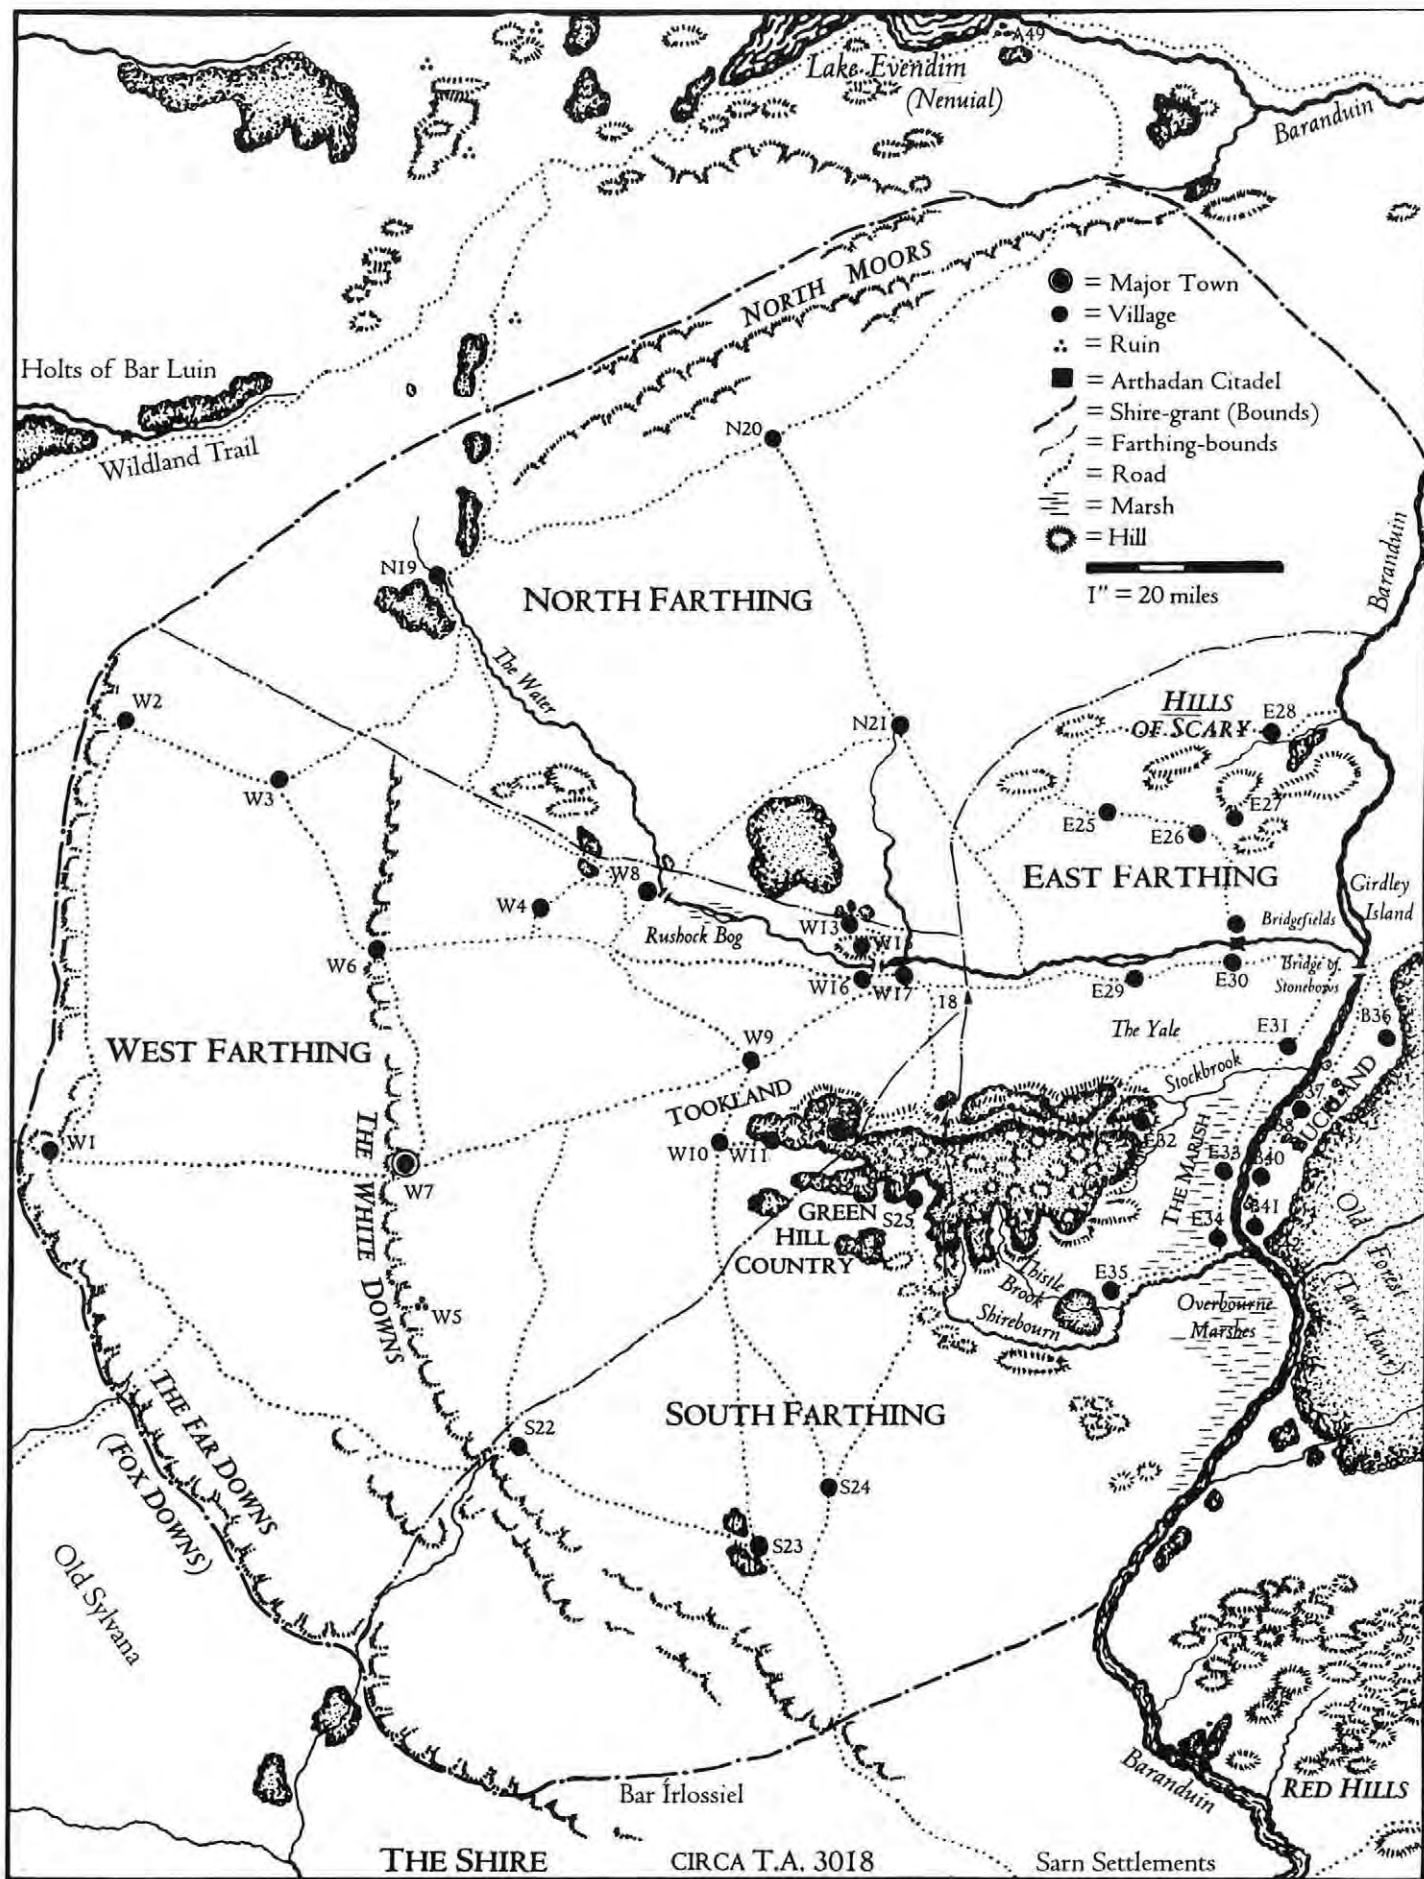 A49
Lake Evendim
(Nenuial)
Baranduin
NORTH MOORS
= Major Town
= Village
= Ruin
= Arthadan Citadel
= Shire-grant (Bounds)
= Farthing-bounds
= Road
= Marsh
= Hill
1" = 20 miles
Holts of Bar Luin
Wildland Trail
N20
Baranduin
N19
NORTH FARTHING
The Water
W2
N21
HILLS
OF SCARY
E28
W3
E27
E25
E26
W8
EAST FARTHING
Girdley
Island
W4
W13
Bridgefields
Rushock Bog
W6
E30
Bridge of
Stonebows
W16
W17
18
E29
B36
The Yale
E31
W9
WEST FARTHING
Stockbrook
TOOKLAND
BUCKLAND
W1
W10
W11
E32
THE MARISH
E33
B40
W7
THE WHITE DOWNS
GREEN
HILL
COUNTRY
S25
E34
B41
Old Forest
(Taur Iaur)
Thistle
Brook
E35
Shirebourn
Overbourne
Marshes
W5
THE FAR DOWNS
(FOX DOWNS)
SOUTH FARTHING
S22
S24
S23
Old Sylvana
Baranduin
RED HILLS
Bar Írlossiel
THE SHIRE
CIRCA T.A. 3018
Sarn Settlements